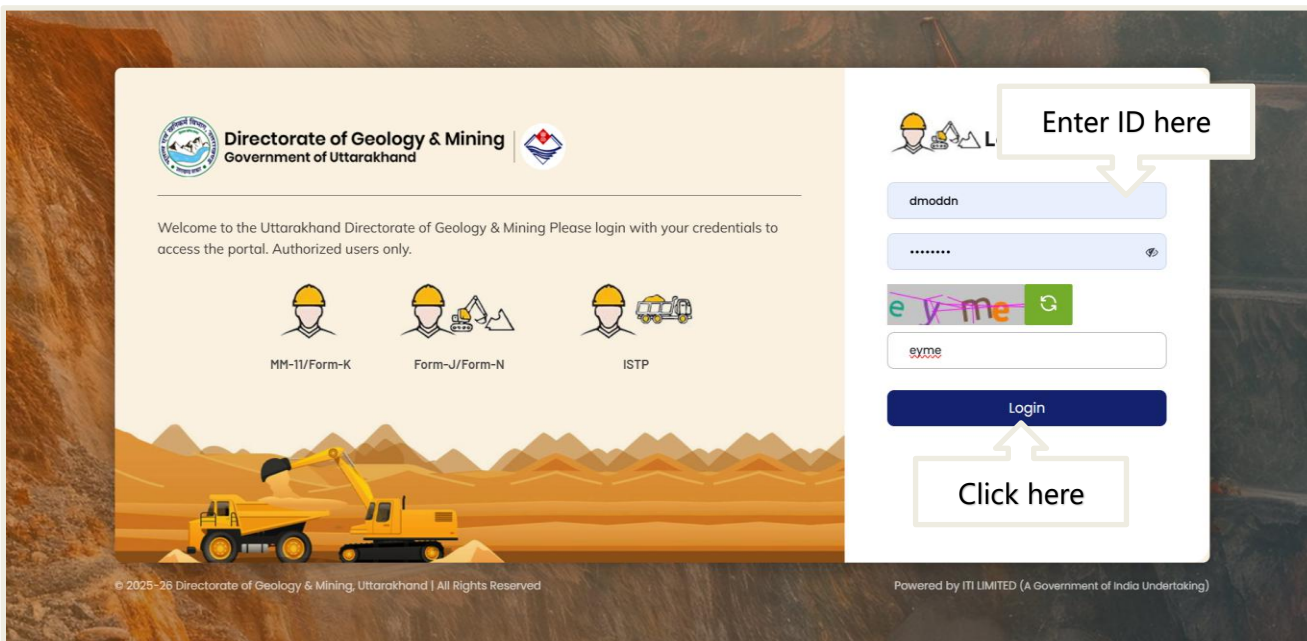 Directorate of Geology & Mining
Government of Uttarakhand
Welcome to the Uttarakhand Directorate of Geology & Mining Please login with your credentials to
access the portal. Authorized users only.
MM-11/Form-K
Form-J/Form-N
ISTP
Enter ID here
dmoddn
••••••••
eyme
eyme
Login
Click here
© 2025-26 Directorate of Geology & Mining, Uttarakhand | All Rights Reserved
Powered by ITI LIMITED (A Government of India Undertaking)